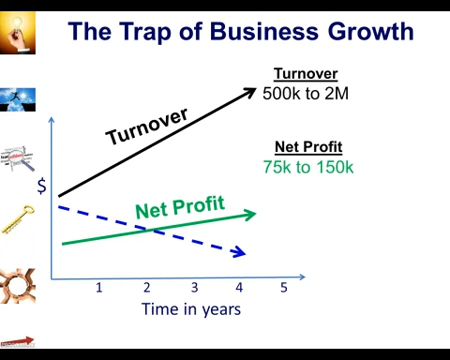 The Trap of Business Growth
Turnover
500k to 2M
Turnover
Net Profit
75k to 150k
$
Net Profit
1 2 3 4 5
Time in years